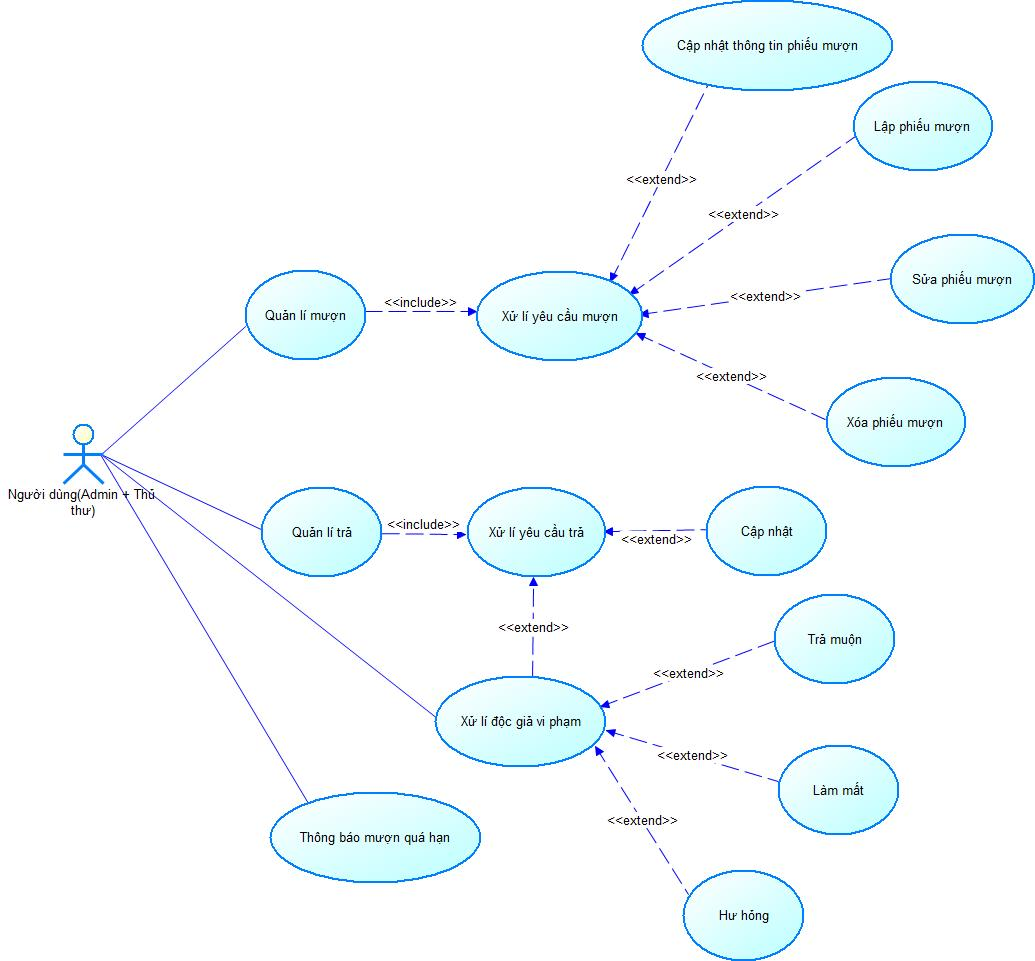 Cập nhật thông tin phiếu mượn
Lập phiếu mượn
<<extend>>
<<extend>>
Sửa phiếu mượn
<<extend>>
Quản lí mượn
<<include>>
Xử lí yêu cầu mượn
<<extend>>
Xóa phiếu mượn
Người dùng(Admin + Thủ
thư)
Quản lí trả
<<include>>
Xử lí yêu cầu trả
<<extend>>
Cập nhật
<<extend>>
Trả muộn
<<extend>>
Xử lí độc giả vi phạm
<<extend>>
Làm mất
<<extend>>
Thông báo mượn quá hạn
Hư hỏng